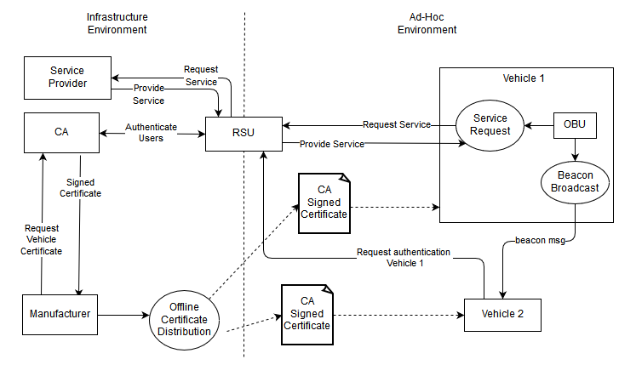 Infrastructure
Environment
Ad-Hoc
Environment
Service
Provider
Request
Service
Provide
Service
Vehicle 1
CA
Authenticate
Users
RSU
Request Service
Provide Service
Service
Request
OBU
Beacon
Broadcast
Signed
Certificate
CA
Signed
Certificate
Request
Vehicle
Certificate
Request authentication
Vehicle 1
beacon msg
Manufacturer
Offline
Certificate
Distribution
CA
Signed
Certificate
Vehicle 2